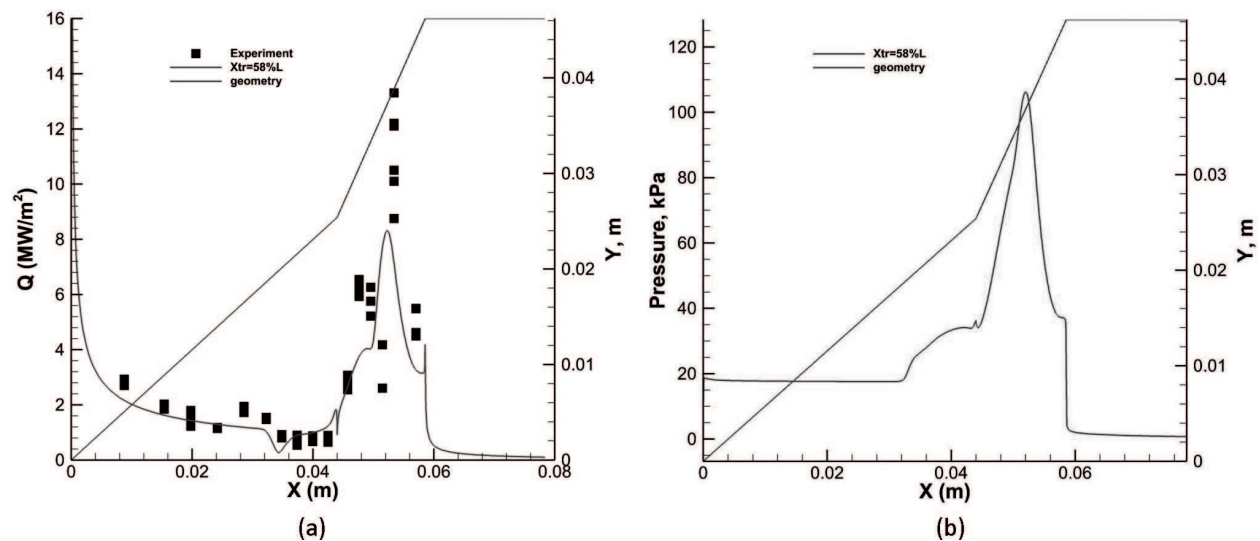 16
14
12
10
8
6
4
2
0
Q (MW/m²)
Experiment
Xtr=58%L
geometry
0.04
0.03
0.02
0.01
0
Y, m
0 0.02 0.04 0.06 0.08
X (m)
(a)
120
100
80
60
40
20
0
Pressure, kPa
Xtr=58%L
geometry
0.04
0.03
0.02
0.01
0
Y, m
0 0.02 0.04 0.06
X (m)
(b)